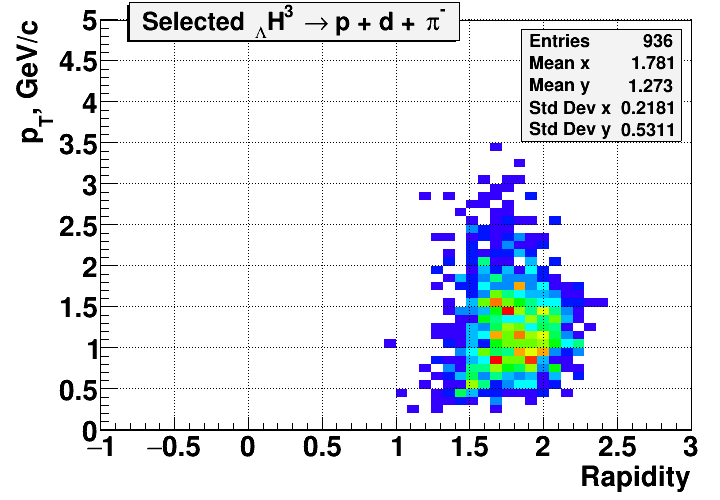 Selected ΛH³ → p + d + π⁻
Entries 936
Mean x 1.781
Mean y 1.273
Std Dev x 0.2181
Std Dev y 0.5311
p_T, GeV/c
5
4.5
4
3.5
3
2.5
2
1.5
1
0.5
0
−1 −0.5 0 0.5 1 1.5 2 2.5 3
Rapidity